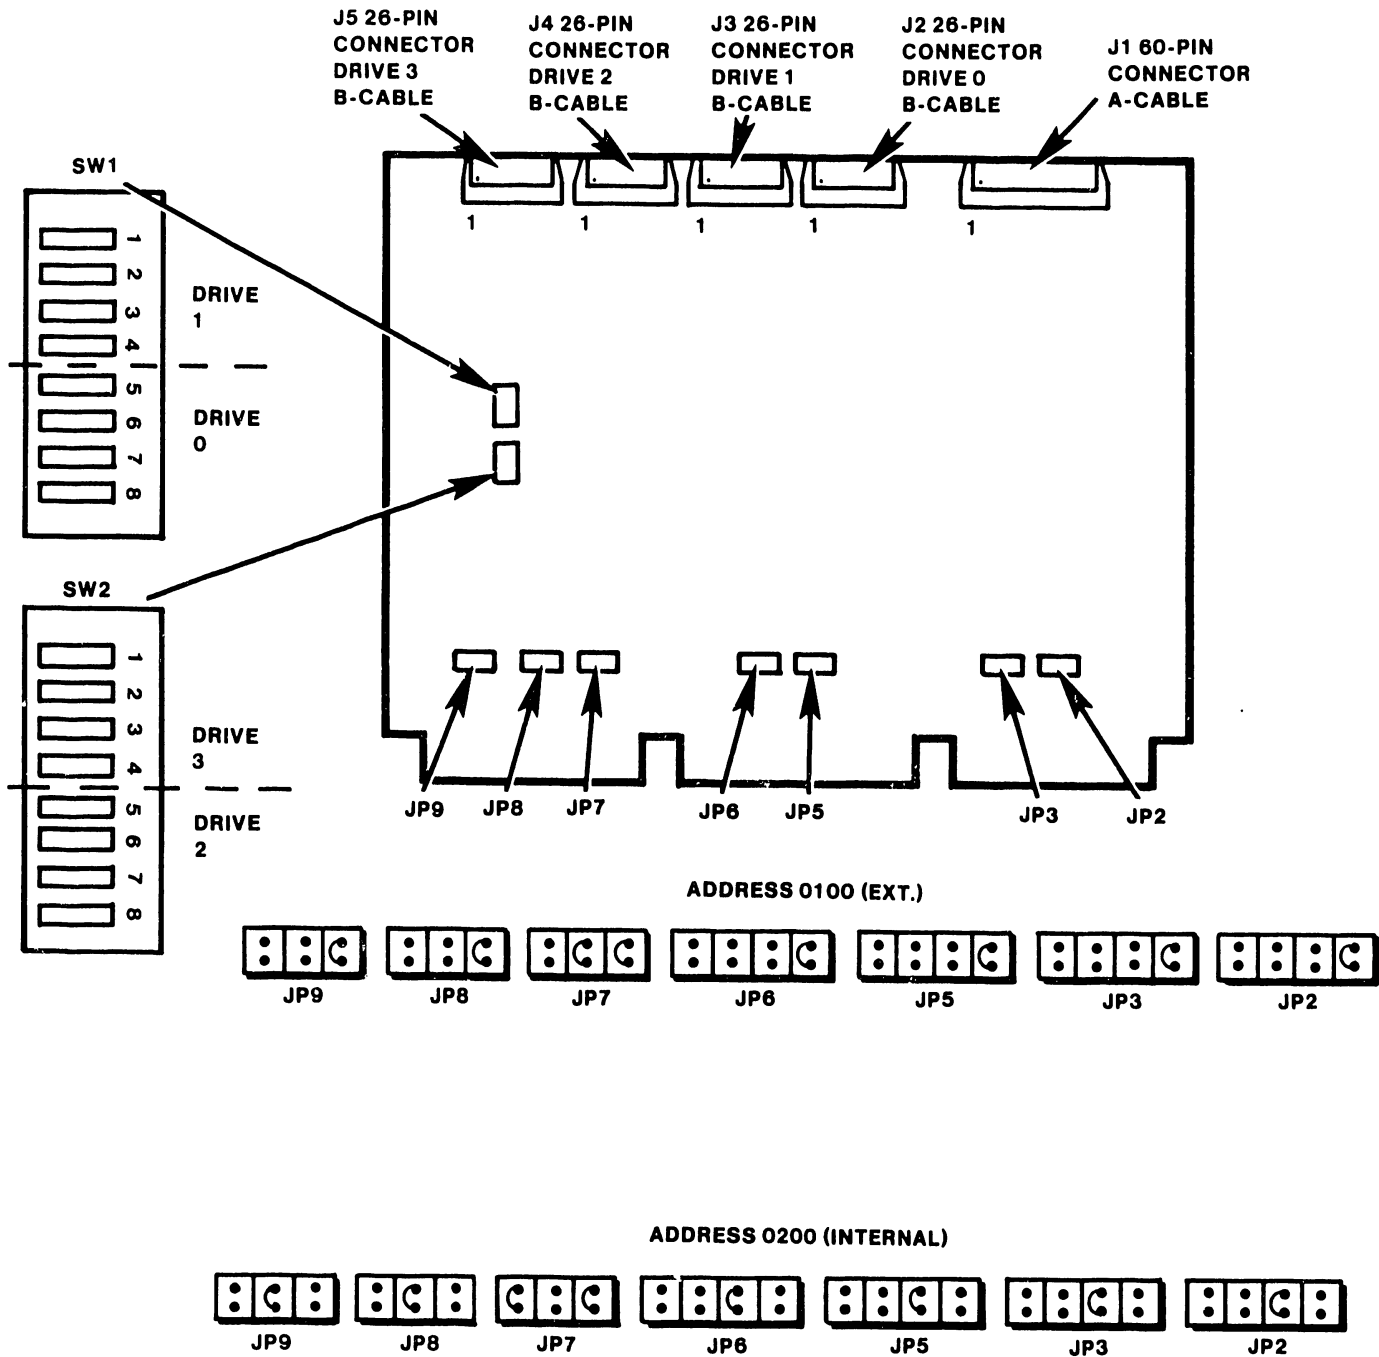 J5 26-PIN
CONNECTOR
DRIVE 3
B-CABLE
J4 26-PIN
CONNECTOR
DRIVE 2
B-CABLE
J3 26-PIN
CONNECTOR
DRIVE 1
B-CABLE
J2 26-PIN
CONNECTOR
DRIVE 0
B-CABLE
J1 60-PIN
CONNECTOR
A-CABLE
1
1
1
1
1
SW1
1
2
3
4
5
6
7
8
DRIVE
1
DRIVE
0
SW2
1
2
3
4
5
6
7
8
DRIVE
3
DRIVE
2
JP9
JP8
JP7
JP6
JP5
JP3
JP2
ADDRESS 0100 (EXT.)
JP9
JP8
JP7
JP6
JP5
JP3
JP2
ADDRESS 0200 (INTERNAL)
JP9
JP8
JP7
JP6
JP5
JP3
JP2